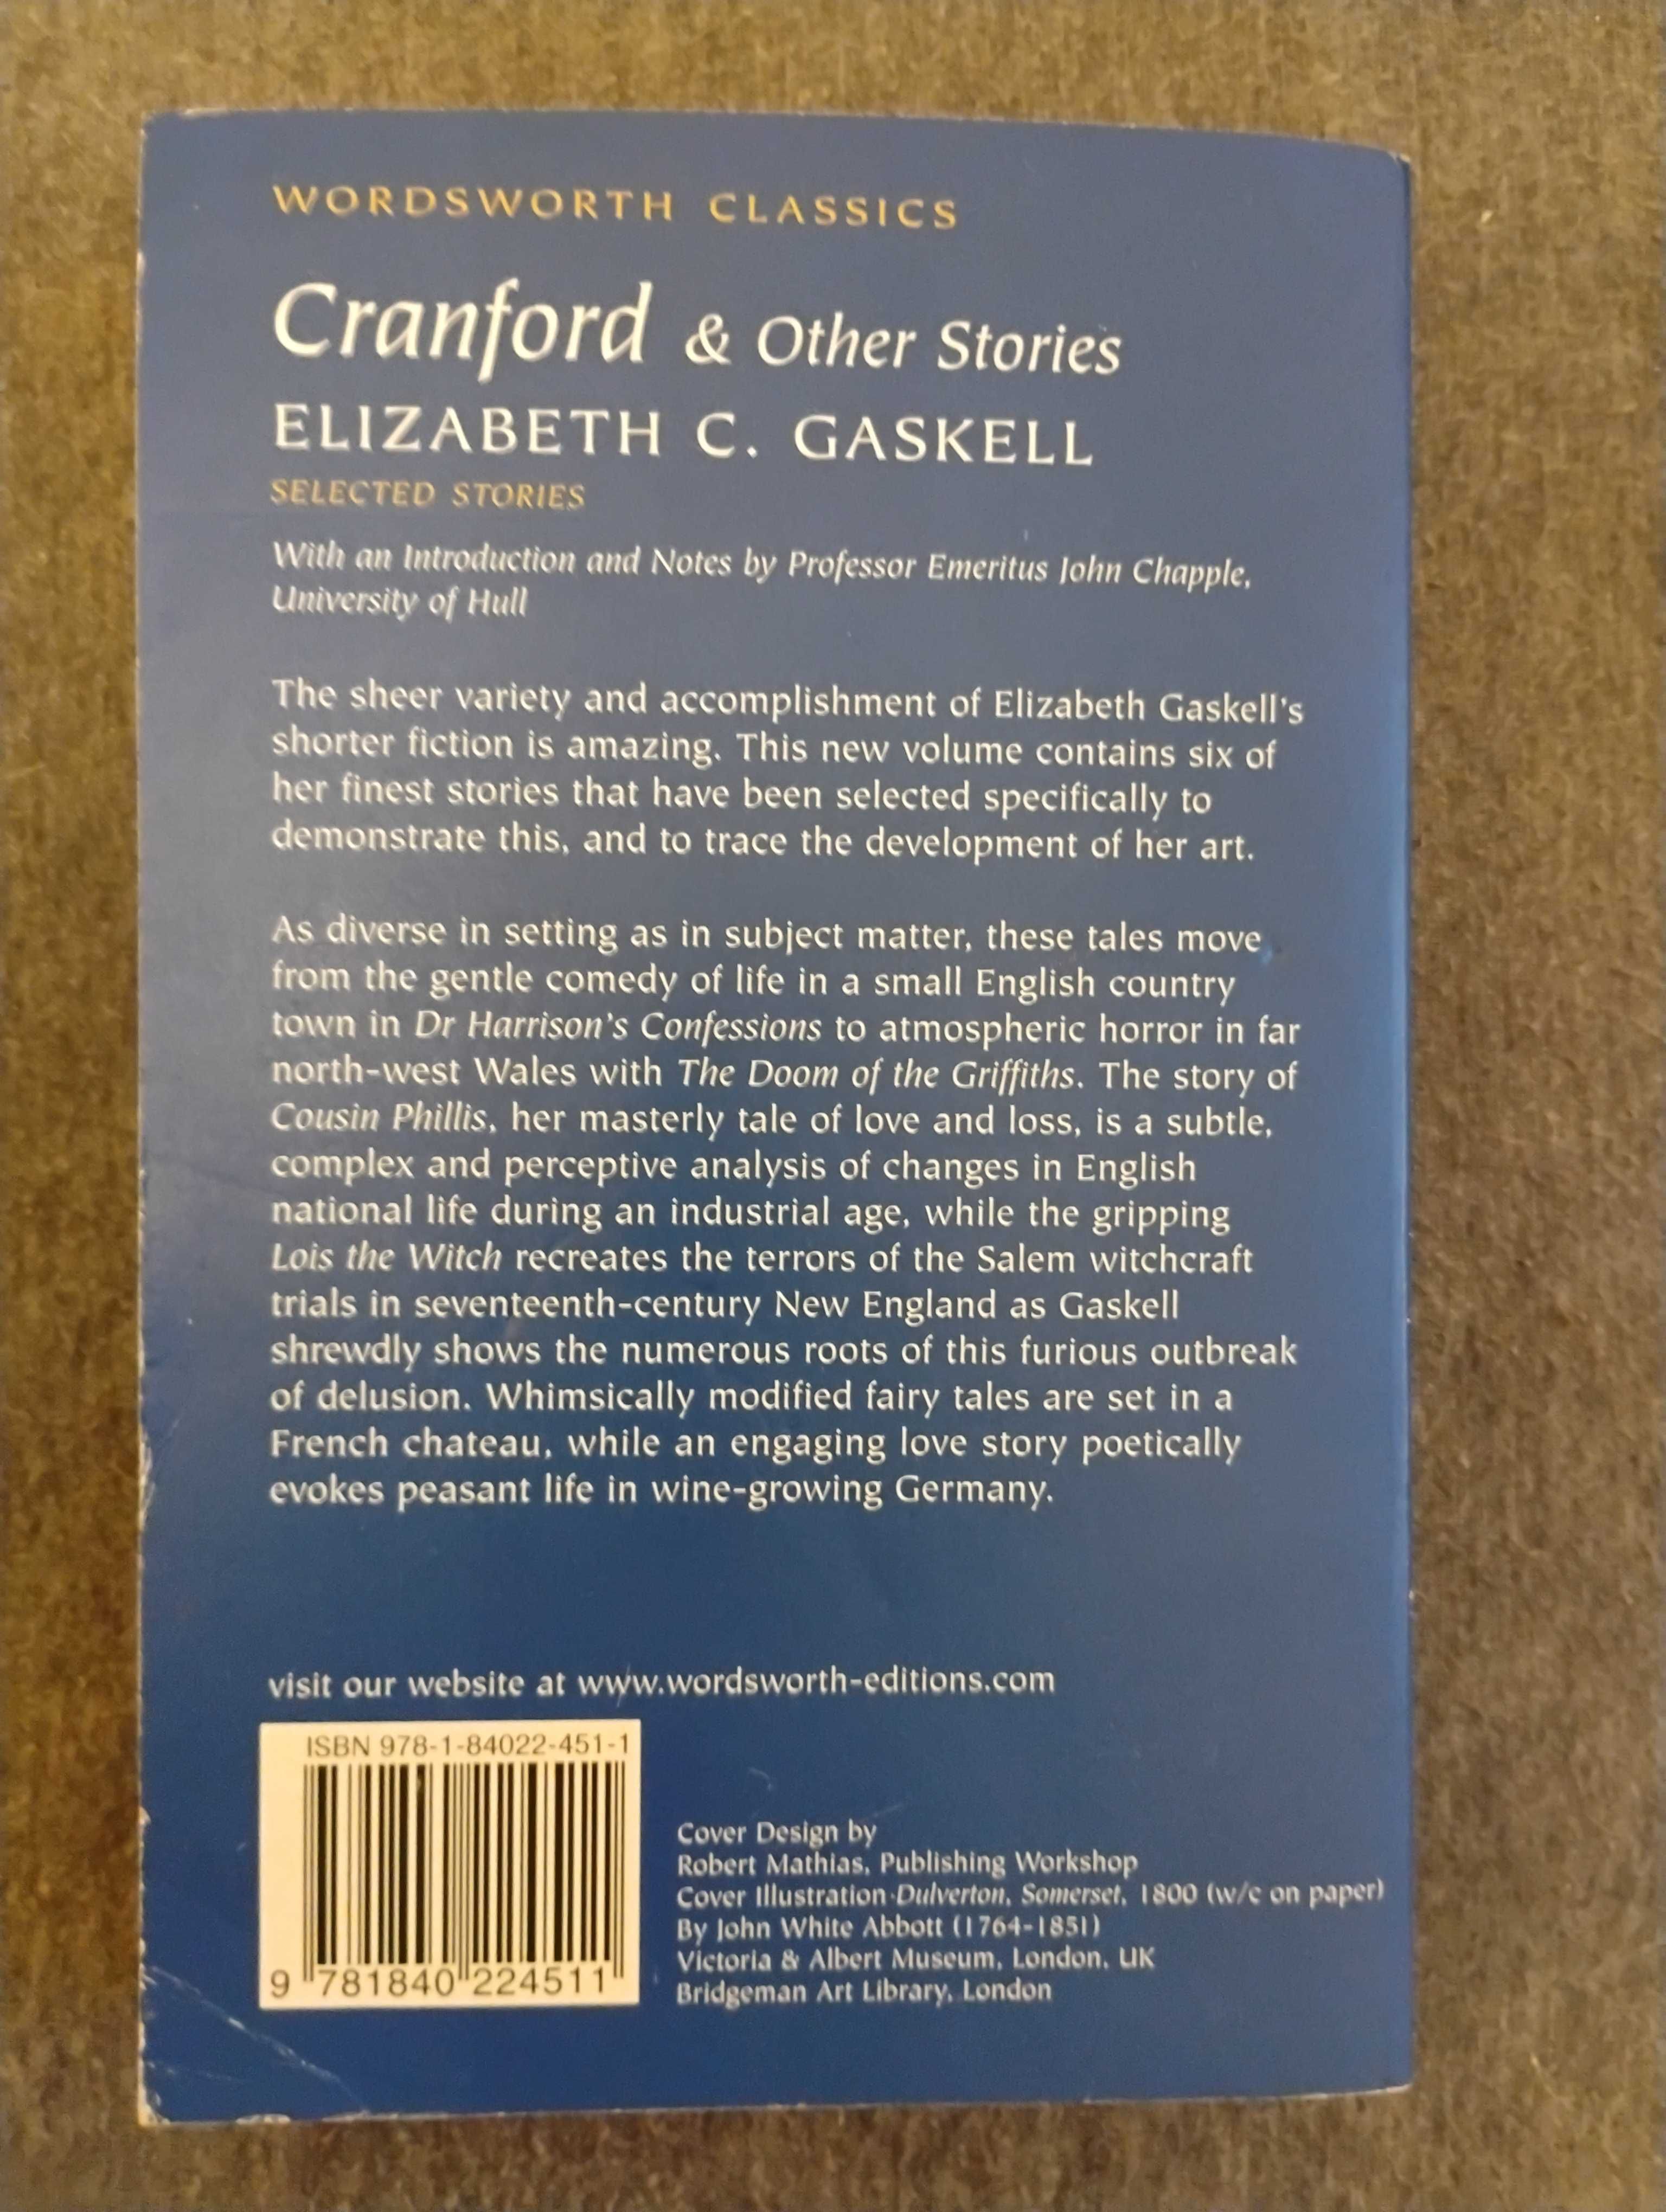 WORDSWORTH CLASSICS
Cranford & Other Stories
ELIZABETH C. GASKELL
SELECTED STORIES
With an Introduction and Notes by Professor Emeritus John Chapple,
University of Hull
The sheer variety and accomplishment of Elizabeth Gaskell's
shorter fiction is amazing. This new volume contains six of
her finest stories that have been selected specifically to
demonstrate this, and to trace the development of her art.
As diverse in setting as in subject matter, these tales move
from the gentle comedy of life in a small English country
town in Dr Harrison's Confessions to atmospheric horror in far
north-west Wales with The Doom of the Griffiths. The story of
Cousin Phillis, her masterly tale of love and loss, is a subtle,
complex and perceptive analysis of changes in English
national life during an industrial age, while the gripping
Lois the Witch recreates the terrors of the Salem witchcraft
trials in seventeenth-century New England as Gaskell
shrewdly shows the numerous roots of this furious outbreak
of delusion. Whimsically modified fairy tales are set in a
French chateau, while an engaging love story poetically
evokes peasant life in wine-growing Germany.
visit our website at www.wordsworth-editions.com
ISBN 978-1-84022-451-1
9 781840 224511
Cover Design by
Robert Mathias, Publishing Workshop
Cover Illustration Dulverton, Somerset, 1800 (w/c on paper)
By John White Abbott (1764-1851)
Victoria & Albert Museum, London, UK
Bridgeman Art Library, London